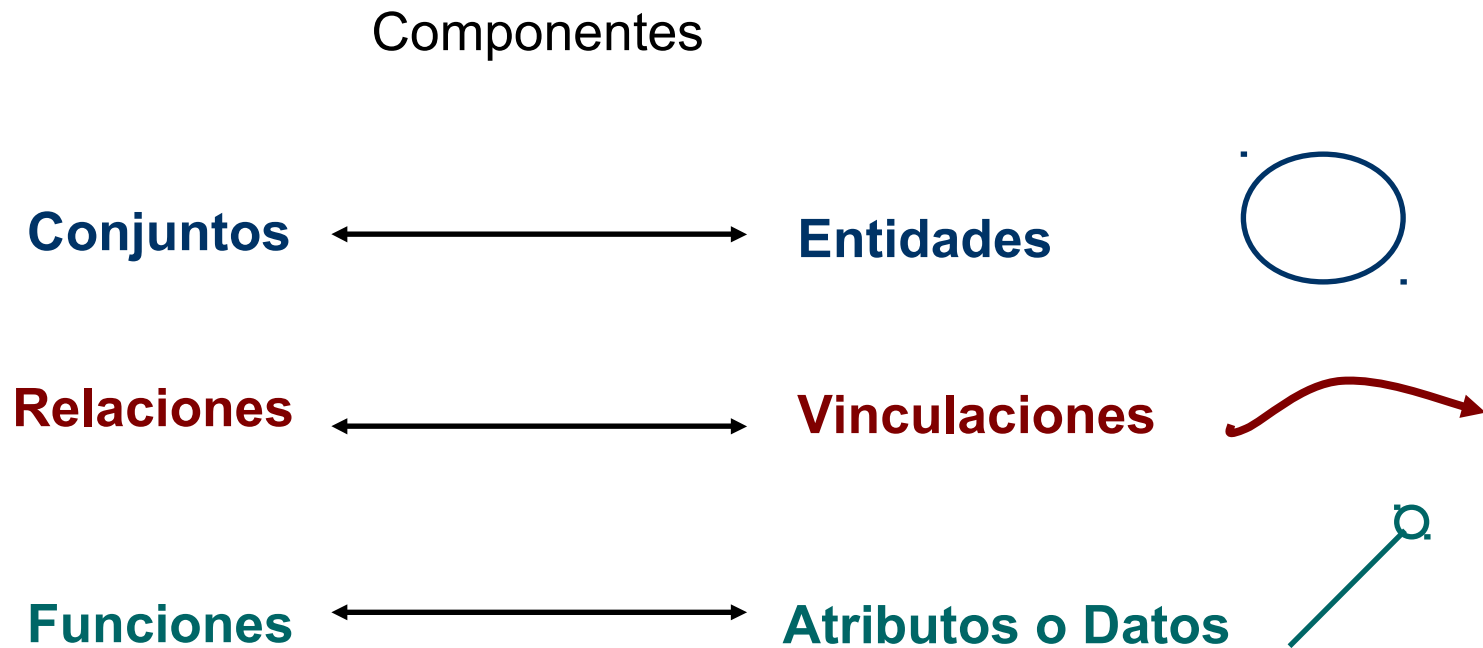 Componentes
Conjuntos Entidades
Relaciones Vinculaciones
Funciones Atributos o Datos